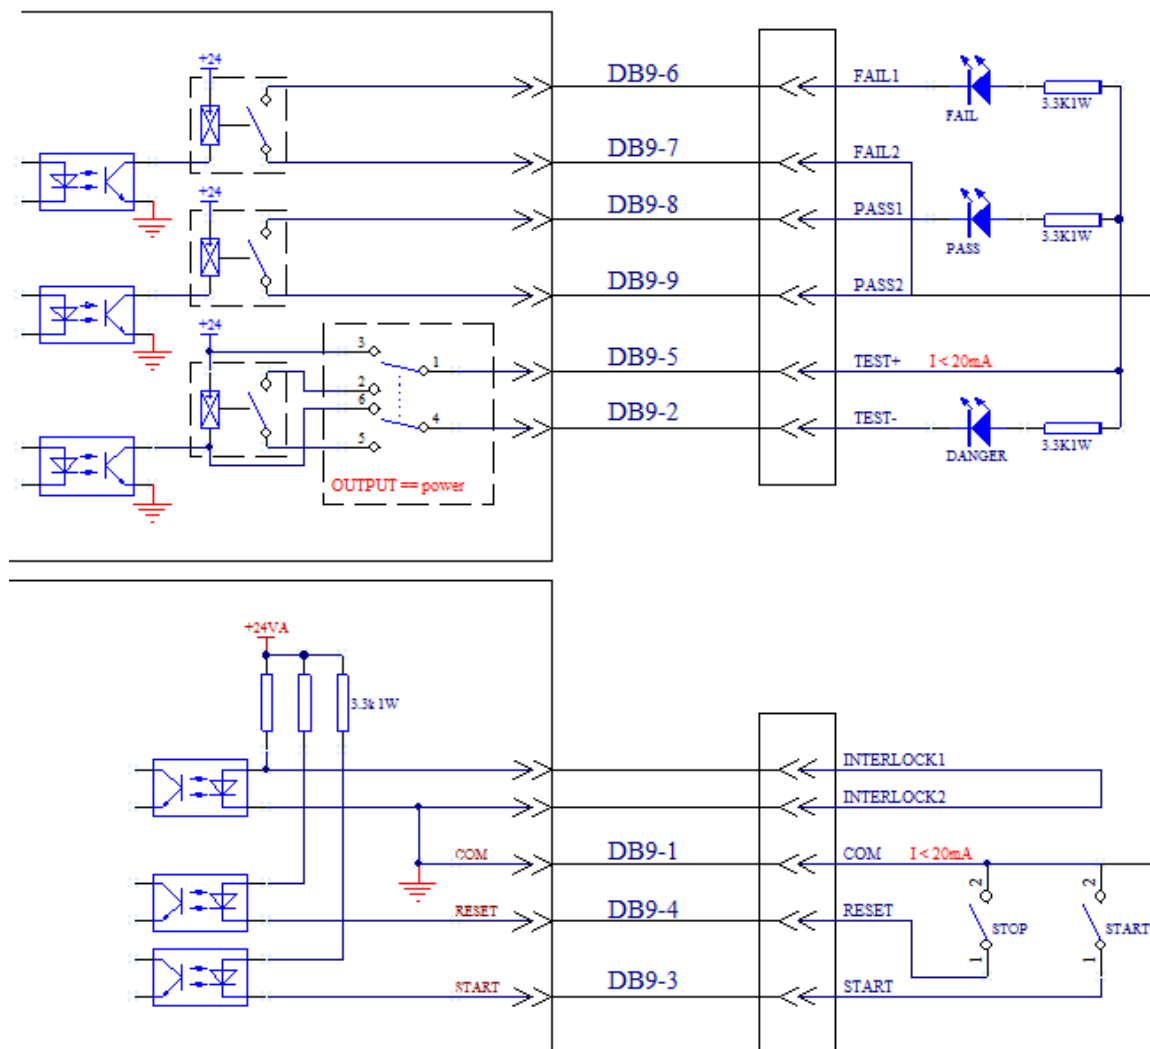 +24
DB9-6
FAIL1
FAIL
3.3K1W
DB9-7
FAIL2
+24
DB9-8
PASS1
PASS
3.3K1W
DB9-9
PASS2
+24
3
1
DB9-5
TEST+
I < 20mA
2
6
4
DB9-2
TEST-
5
DANGER
3.3K1W
OUTPUT == power
+24VA
3.3k 1W
INTERLOCK1
INTERLOCK2
COM
DB9-1
COM
I < 20mA
2
2
RESET
DB9-4
RESET
STOP
START
1
1
START
DB9-3
START